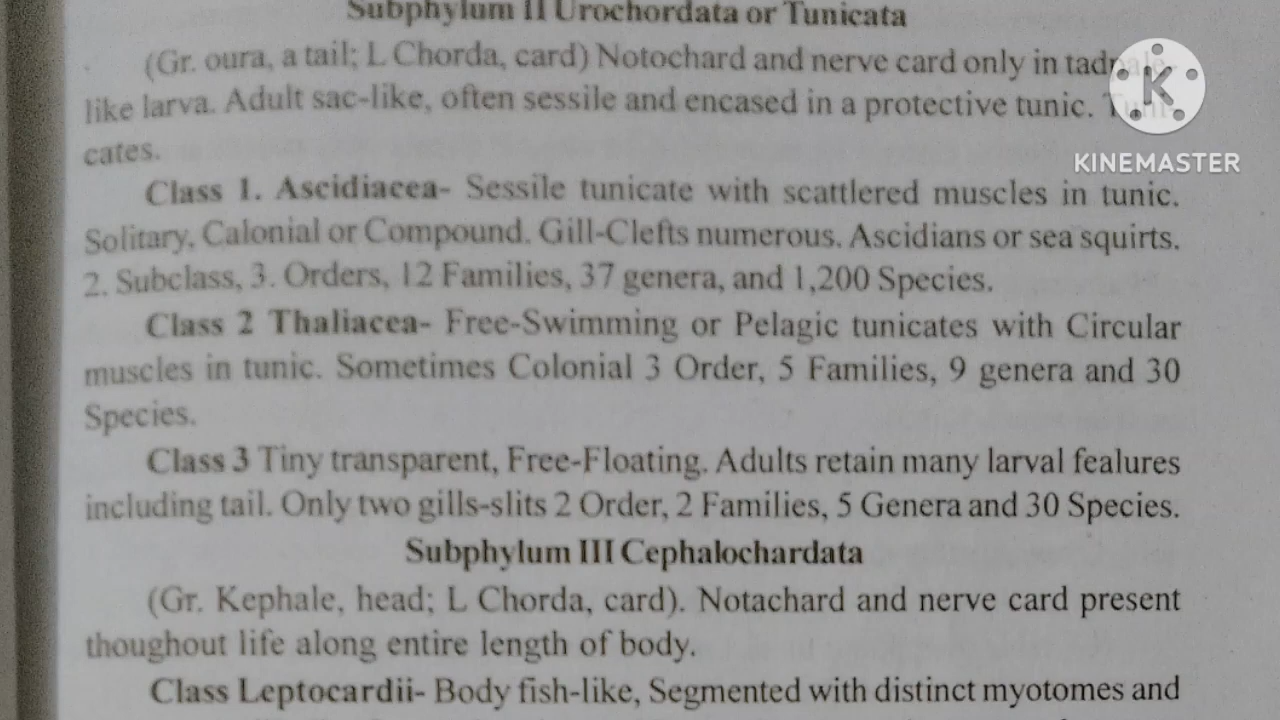 Subphylum II Urochordata or Tunicata
(Gr. oura, a tail; L Chorda, card) Notochard and nerve card only in tadpale-
like larva. Adult sac-like, often sessile and encased in a protective tunic. Tuni-
cates.
K
KINEMASTER
Class 1. Ascidiacea- Sessile tunicate with scattlered muscles in tunic.
Solitary, Calonial or Compound. Gill-Clefts numerous. Ascidians or sea squirts.
2. Subclass, 3. Orders, 12 Families, 37 genera, and 1,200 Species.
Class 2 Thaliacea- Free-Swimming or Pelagic tunicates with Circular
muscles in tunic. Sometimes Colonial 3 Order, 5 Families, 9 genera and 30
Species.
Class 3 Tiny transparent, Free-Floating. Adults retain many larval fealures
including tail. Only two gills-slits 2 Order, 2 Families, 5 Genera and 30 Species.
Subphylum III Cephalochardata
(Gr. Kephale, head; L Chorda, card). Notachard and nerve card present
thoughout life along entire length of body.
Class Leptocardii- Body fish-like, Segmented with distinct myotomes and